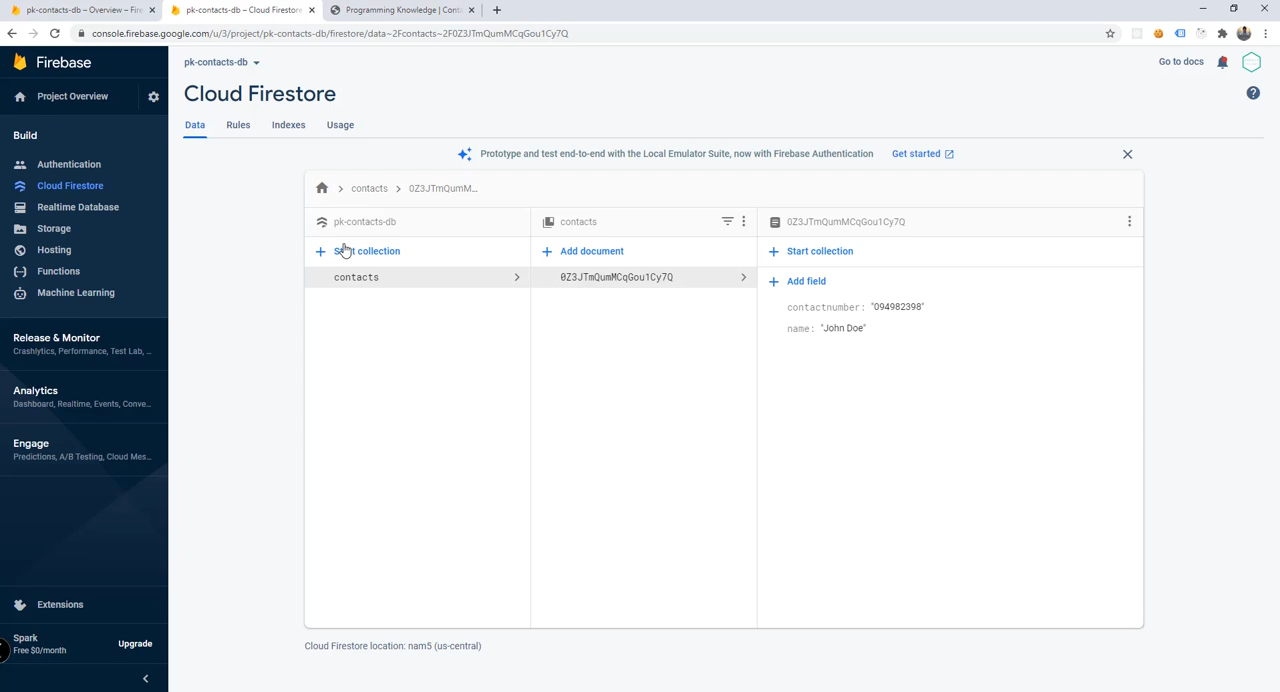 pk-contacts-db – Overview – Fire
pk-contacts-db – Cloud Firestore
Programming Knowledge | Conta
console.firebase.google.com/u/3/project/pk-contacts-db/firestore/data~2Fcontacts~2F0Z3JTmQumMCqGou1Cy7Q
Firebase
pk-contacts-db
Go to docs
Project Overview
Cloud Firestore
Build
Data Rules Indexes Usage
Authentication
Cloud Firestore
Realtime Database
Storage
Hosting
Functions
Machine Learning
Release & Monitor
Crashlytics, Performance, Test Lab, ...
Analytics
Dashboard, Realtime, Events, Conve...
Engage
Predictions, A/B Testing, Cloud Mes...
Extensions
Spark
Free $0/month
Upgrade
Prototype and test end-to-end with the Local Emulator Suite, now with Firebase Authentication Get started
contacts > 0Z3JTmQumM...
pk-contacts-db
+ Start collection
contacts
contacts
+ Add document
0Z3JTmQumMCqGou1Cy7Q
0Z3JTmQumMCqGou1Cy7Q
+ Start collection
+ Add field
contactnumber: "094982398"
name: "John Doe"
Cloud Firestore location: nam5 (us-central)